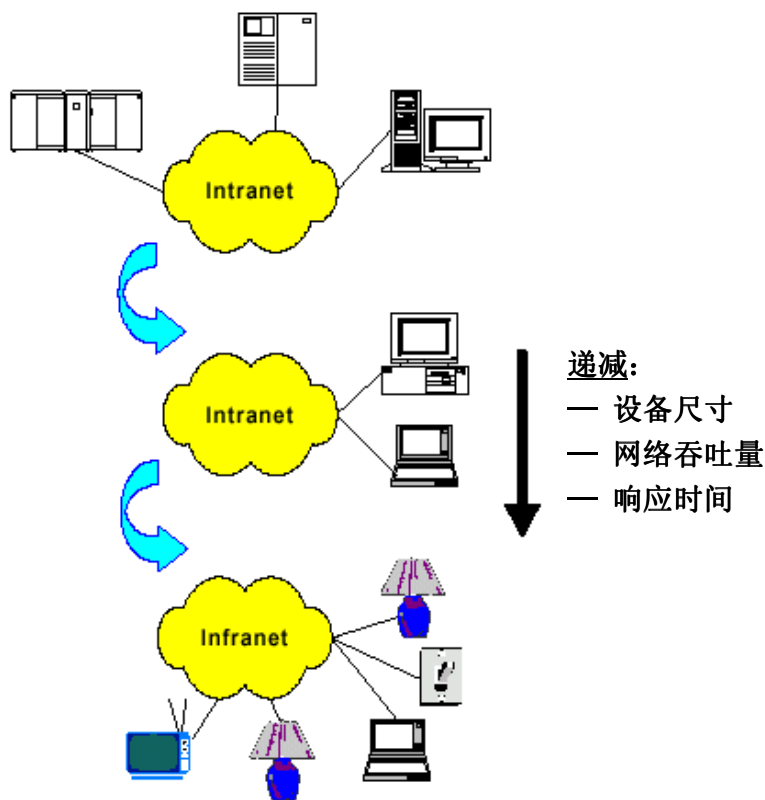 Intranet
Intranet
递减：
— 设备尺寸
— 网络吞吐量
— 响应时间
Infranet